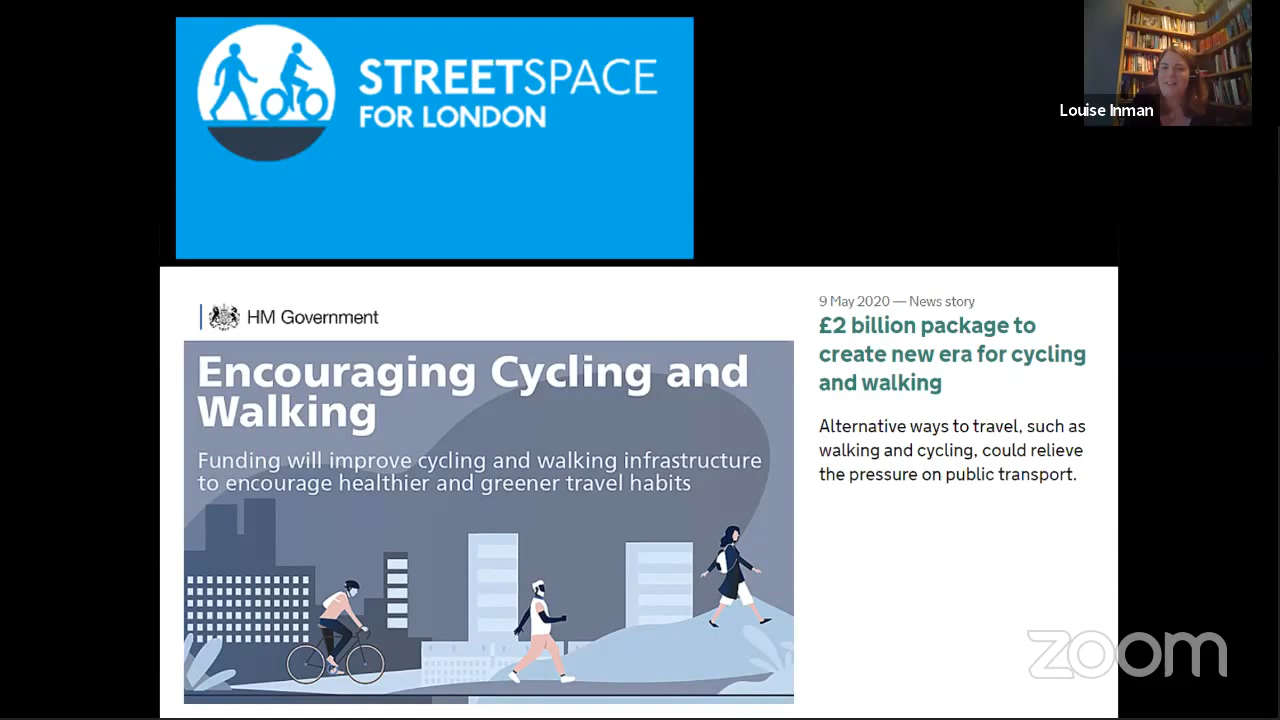 STREETSPACE
FOR LONDON
Louise Inman
HM Government
Encouraging Cycling and
Walking
Funding will improve cycling and walking infrastructure
to encourage healthier and greener travel habits
9 May 2020 — News story
£2 billion package to
create new era for cycling
and walking
Alternative ways to travel, such as
walking and cycling, could relieve
the pressure on public transport.
zoom